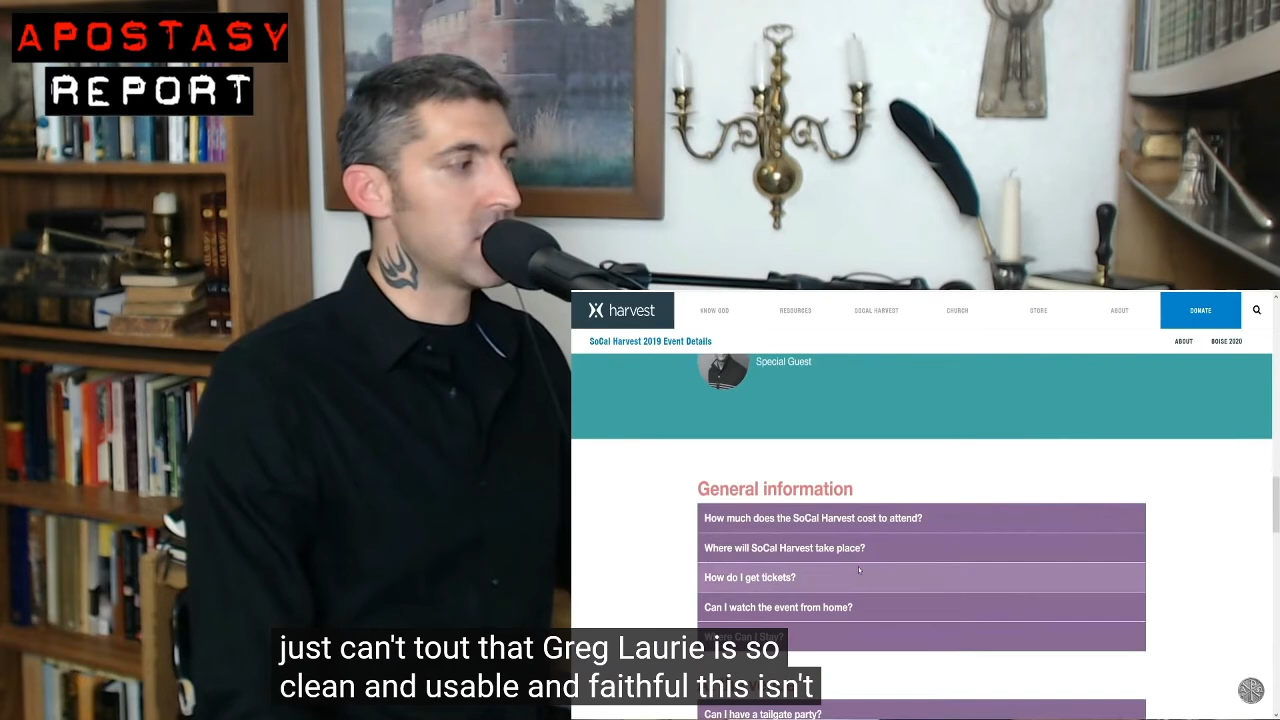 APOSTASY
REPORT
harvest
KNOW GOD
RESOURCES
SOCAL HARVEST
CHURCH
STORE
ABOUT
DONATE
SoCal Harvest 2019 Event Details
ABOUT
BOISE 2020
Special Guest
General information
How much does the SoCal Harvest cost to attend?
Where will SoCal Harvest take place?
How do I get tickets?
Can I watch the event from home?
Where Can I Stay?
just can't tout that Greg Laurie is so
clean and usable and faithful this isn't
Can I have a tailgate party?